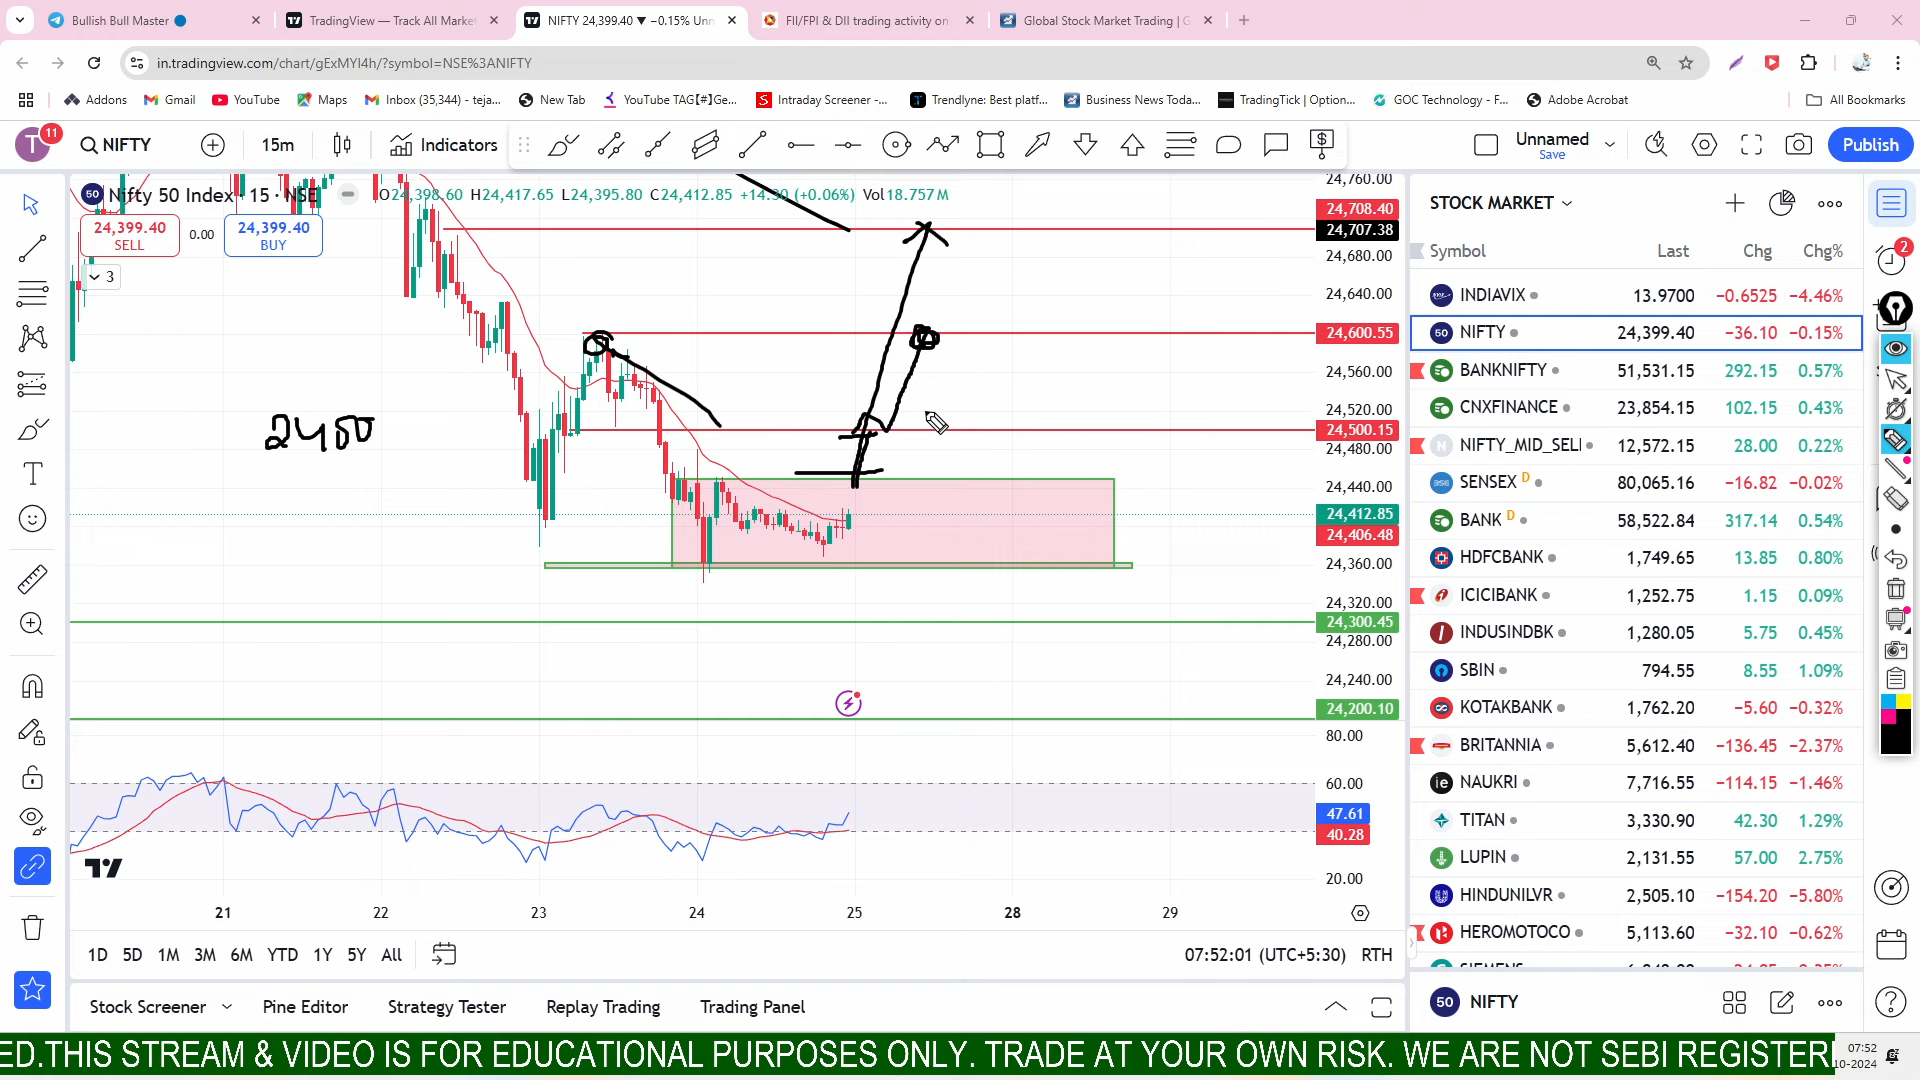 Bullish Bull Master
TradingView — Track All Market
NIFTY 24,399.40 ▼ −0.15% Unn
FII/FPI & DII trading activity on
Global Stock Market Trading | G
in.tradingview.com/chart/gExMYl4h/?symbol=NSE%3ANIFTY
Addons
Gmail
YouTube
Maps
Inbox (35,344) - teja...
New Tab
YouTube TAG【#】Ge...
Intraday Screener -...
Trendlyne: Best platf...
Business News Toda...
TradingTick | Option...
GOC Technology - F...
Adobe Acrobat
All Bookmarks
T 11
NIFTY
15m
Indicators
Unnamed
Save
Publish
Nifty 50 Index · 15 · NSE
O24,398.60 H24,417.65 L24,395.80 C24,412.85 +14.30 (+0.06%) Vol18.757 M
24,399.40
SELL
0.00
24,399.40
BUY
3
2400
24,760.00
24,708.40
24,707.38
24,680.00
24,640.00
24,600.55
24,560.00
24,520.00
24,500.15
24,480.00
24,440.00
24,412.85
24,406.48
24,360.00
24,320.00
24,300.45
24,280.00
24,240.00
24,200.10
80.00
60.00
47.61
40.28
20.00
21 22 23 24 25 28 29
1D 5D 1M 3M 6M YTD 1Y 5Y All
07:52:01 (UTC+5:30) RTH
Stock Screener
Pine Editor
Strategy Tester
Replay Trading
Trading Panel
STOCK MARKET
Symbol Last Chg Chg%
INDIAVIX 13.9700 −0.6525 −4.46%
50 NIFTY 24,399.40 −36.10 −0.15%
BANKNIFTY 51,531.15 292.15 0.57%
CNXFINANCE 23,854.15 102.15 0.43%
N NIFTY_MID_SELI 12,572.15 28.00 0.22%
SENSEX D 80,065.16 −16.82 −0.02%
BANK D 58,522.84 317.14 0.54%
HDFCBANK 1,749.65 13.85 0.80%
ICICIBANK 1,252.75 1.15 0.09%
INDUSINDBK 1,280.05 5.75 0.45%
SBIN 794.55 8.55 1.09%
KOTAKBANK 1,762.20 −5.60 −0.32%
BRITANNIA 5,612.40 −136.45 −2.37%
NAUKRI 7,716.55 −114.15 −1.46%
TITAN 3,330.90 42.30 1.29%
LUPIN 2,131.55 57.00 2.75%
HINDUNILVR 2,505.10 −154.20 −5.80%
HEROMOTOCO 5,113.60 −32.10 −0.62%
50 NIFTY
2
ED.THIS STREAM & VIDEO IS FOR EDUCATIONAL PURPOSES ONLY. TRADE AT YOUR OWN RISK. WE ARE NOT SEBI REGISTER
07:52
10-2024